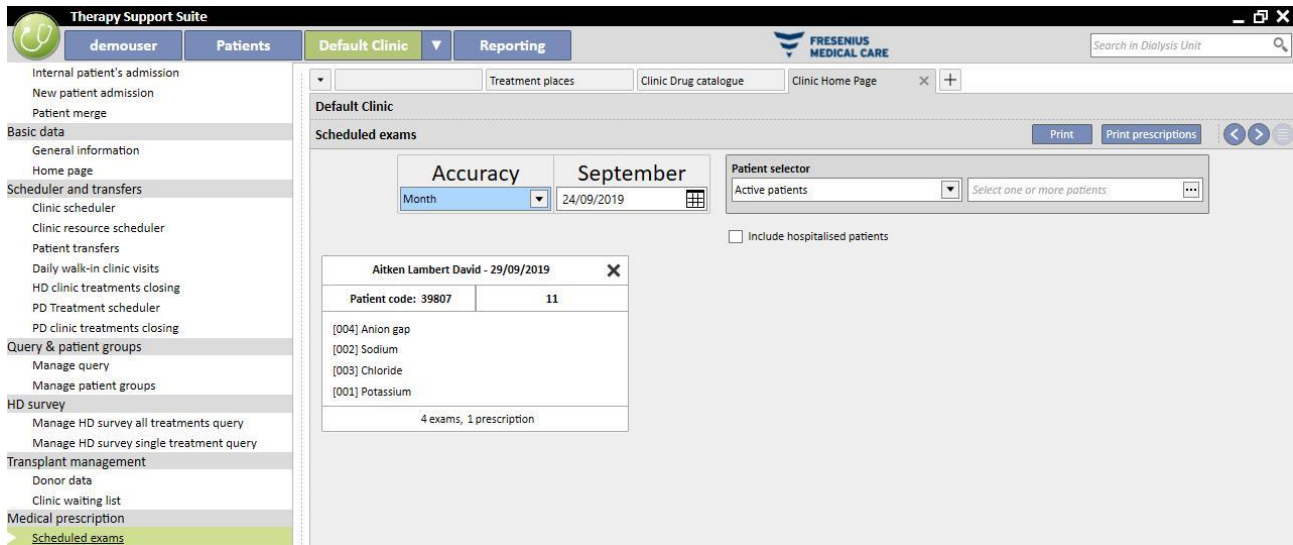 Therapy Support Suite
demouser
Patients
Default Clinic
Reporting
FRESENIUS
MEDICAL CARE
Search in Dialysis Unit
Internal patient's admission
New patient admission
Patient merge
Basic data
General information
Home page
Scheduler and transfers
Clinic scheduler
Clinic resource scheduler
Patient transfers
Daily walk-in clinic visits
HD clinic treatments closing
PD Treatment scheduler
PD clinic treatments closing
Query & patient groups
Manage query
Manage patient groups
HD survey
Manage HD survey all treatments query
Manage HD survey single treatment query
Transplant management
Donor data
Clinic waiting list
Medical prescription
Scheduled exams
Treatment places
Clinic Drug catalogue
Clinic Home Page
Default Clinic
Scheduled exams
Print
Print prescriptions
Accuracy
September
Month
24/09/2019
Patient selector
Active patients
Select one or more patients
Include hospitalised patients
Aitken Lambert David - 29/09/2019
Patient code: 39807
11
[004] Anion gap
[002] Sodium
[003] Chloride
[001] Potassium
4 exams, 1 prescription